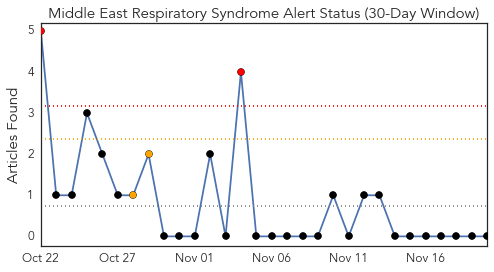 Middle East Respiratory Syndrome Alert Status (30-Day Window)
Articles Found
5
4
3
2
1
0
Oct 22 Oct 27 Nov 01 Nov 06 Nov 11 Nov 16